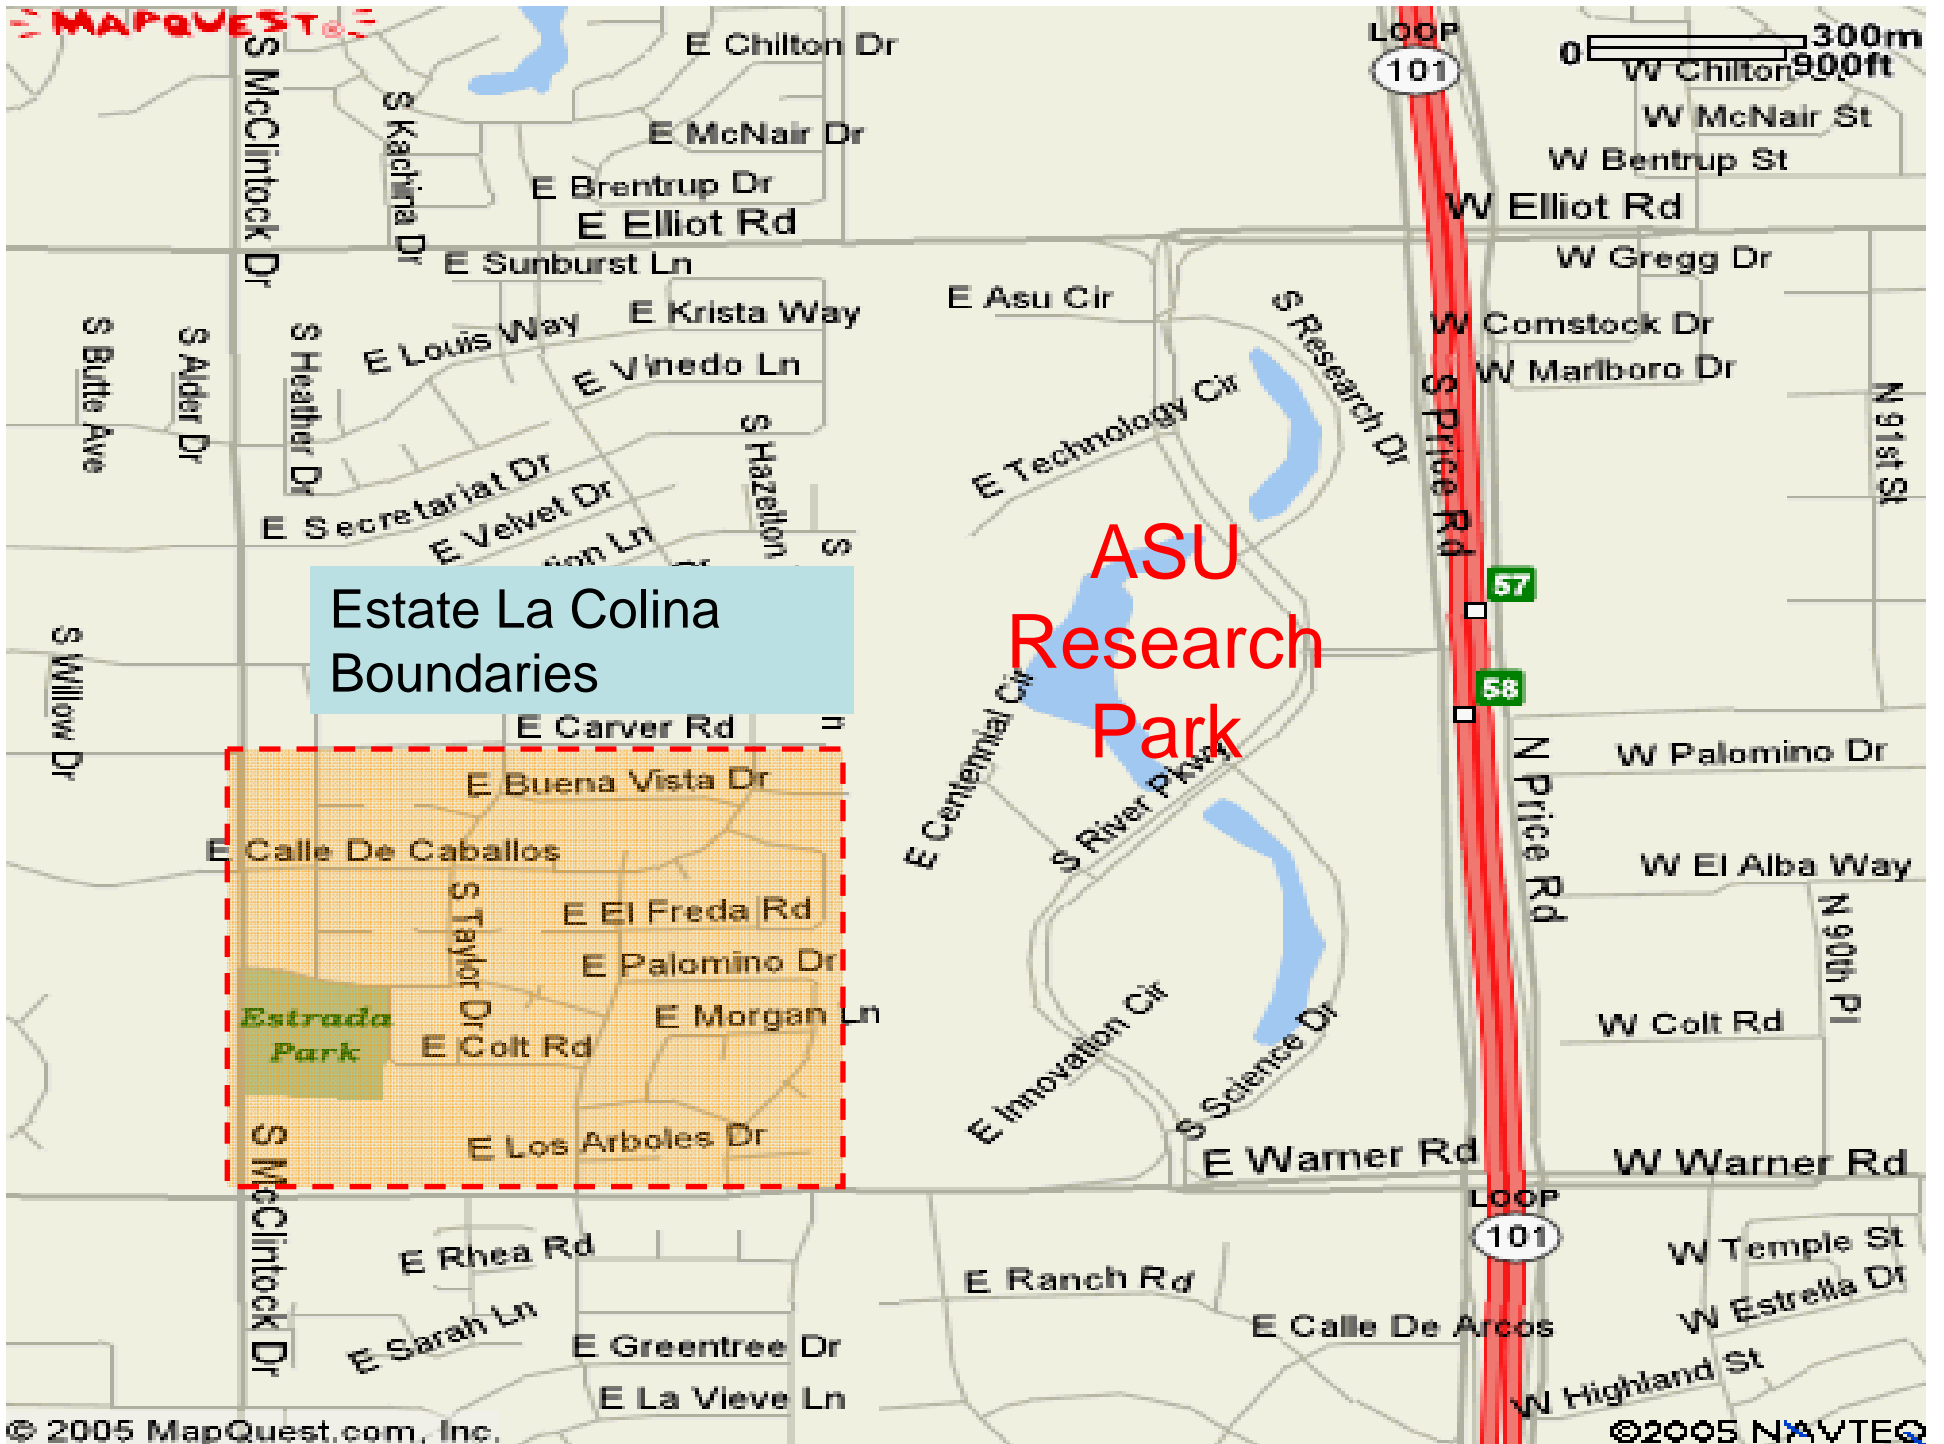 MAPQUEST®
LOOP
101
0
300m
900ft
E Chilton Dr
W Chilton
S McClintock Dr
S Kachina Dr
E McNair Dr
W McNair St
W Bentrup St
E Brentrup Dr
E Elliot Rd
W Elliot Rd
E Sunburst Ln
W Gregg Dr
E Krista Way
E Asu Cir
S Research Dr
W Comstock Dr
S Butte Ave
S Alder Dr
S Heather Dr
E Louis Way
E Vinedo Ln
W Marlboro Dr
S Price Rd
N 91st St
E Technology Cir
S Hazelton
E Secretariat Dr
E Velvet Dr
ion Ln
Dr
S
ASU
Research
Park
57
58
Estate La Colina
Boundaries
S Willow Dr
E Carver Rd
n
E Centennial Cir
S River Pkwy
N Price Rd
W Palomino Dr
E Buena Vista Dr
E Calle De Caballos
W El Alba Way
S Taylor Dr
E El Freda Rd
N 90th Pl
E Palomino Dr
E Morgan Ln
Estrada
Park
E Colt Rd
W Colt Rd
E Innovation Cir
S Science Dr
S McClintock Dr
E Los Arboles Dr
E Warner Rd
W Warner Rd
LOOP
101
E Rhea Rd
W Temple St
E Ranch Rd
W Estrella Dr
E Sarah Ln
E Greentree Dr
E Calle De Arcos
E La Vieve Ln
W Highland St
© 2005 MapQuest.com, Inc.
©2005 NAVTEQ